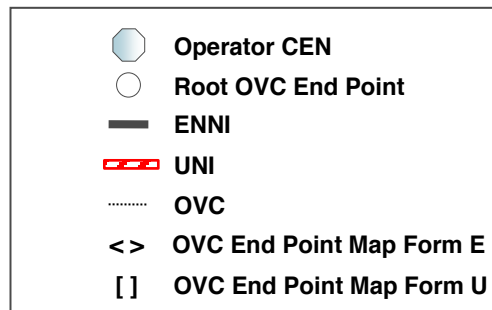 Operator CEN
Root OVC End Point
ENNI
UNI
OVC
< > OVC End Point Map Form E
[ ] OVC End Point Map Form U